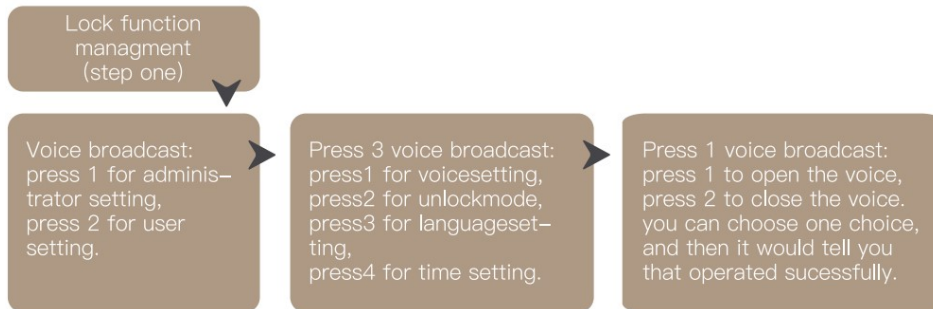 Lock function
managment
(step one)
Voice broadcast:
press 1 for adminis–
trator setting,
press 2 for user
setting.
Press 3 voice broadcast:
press1 for voicesetting,
press2 for unlockmode,
press3 for languageset–
ting,
press4 for time setting.
Press 1 voice broadcast:
press 1 to open the voice,
press 2 to close the voice.
you can choose one choice,
and then it would tell you
that operated sucessfully.